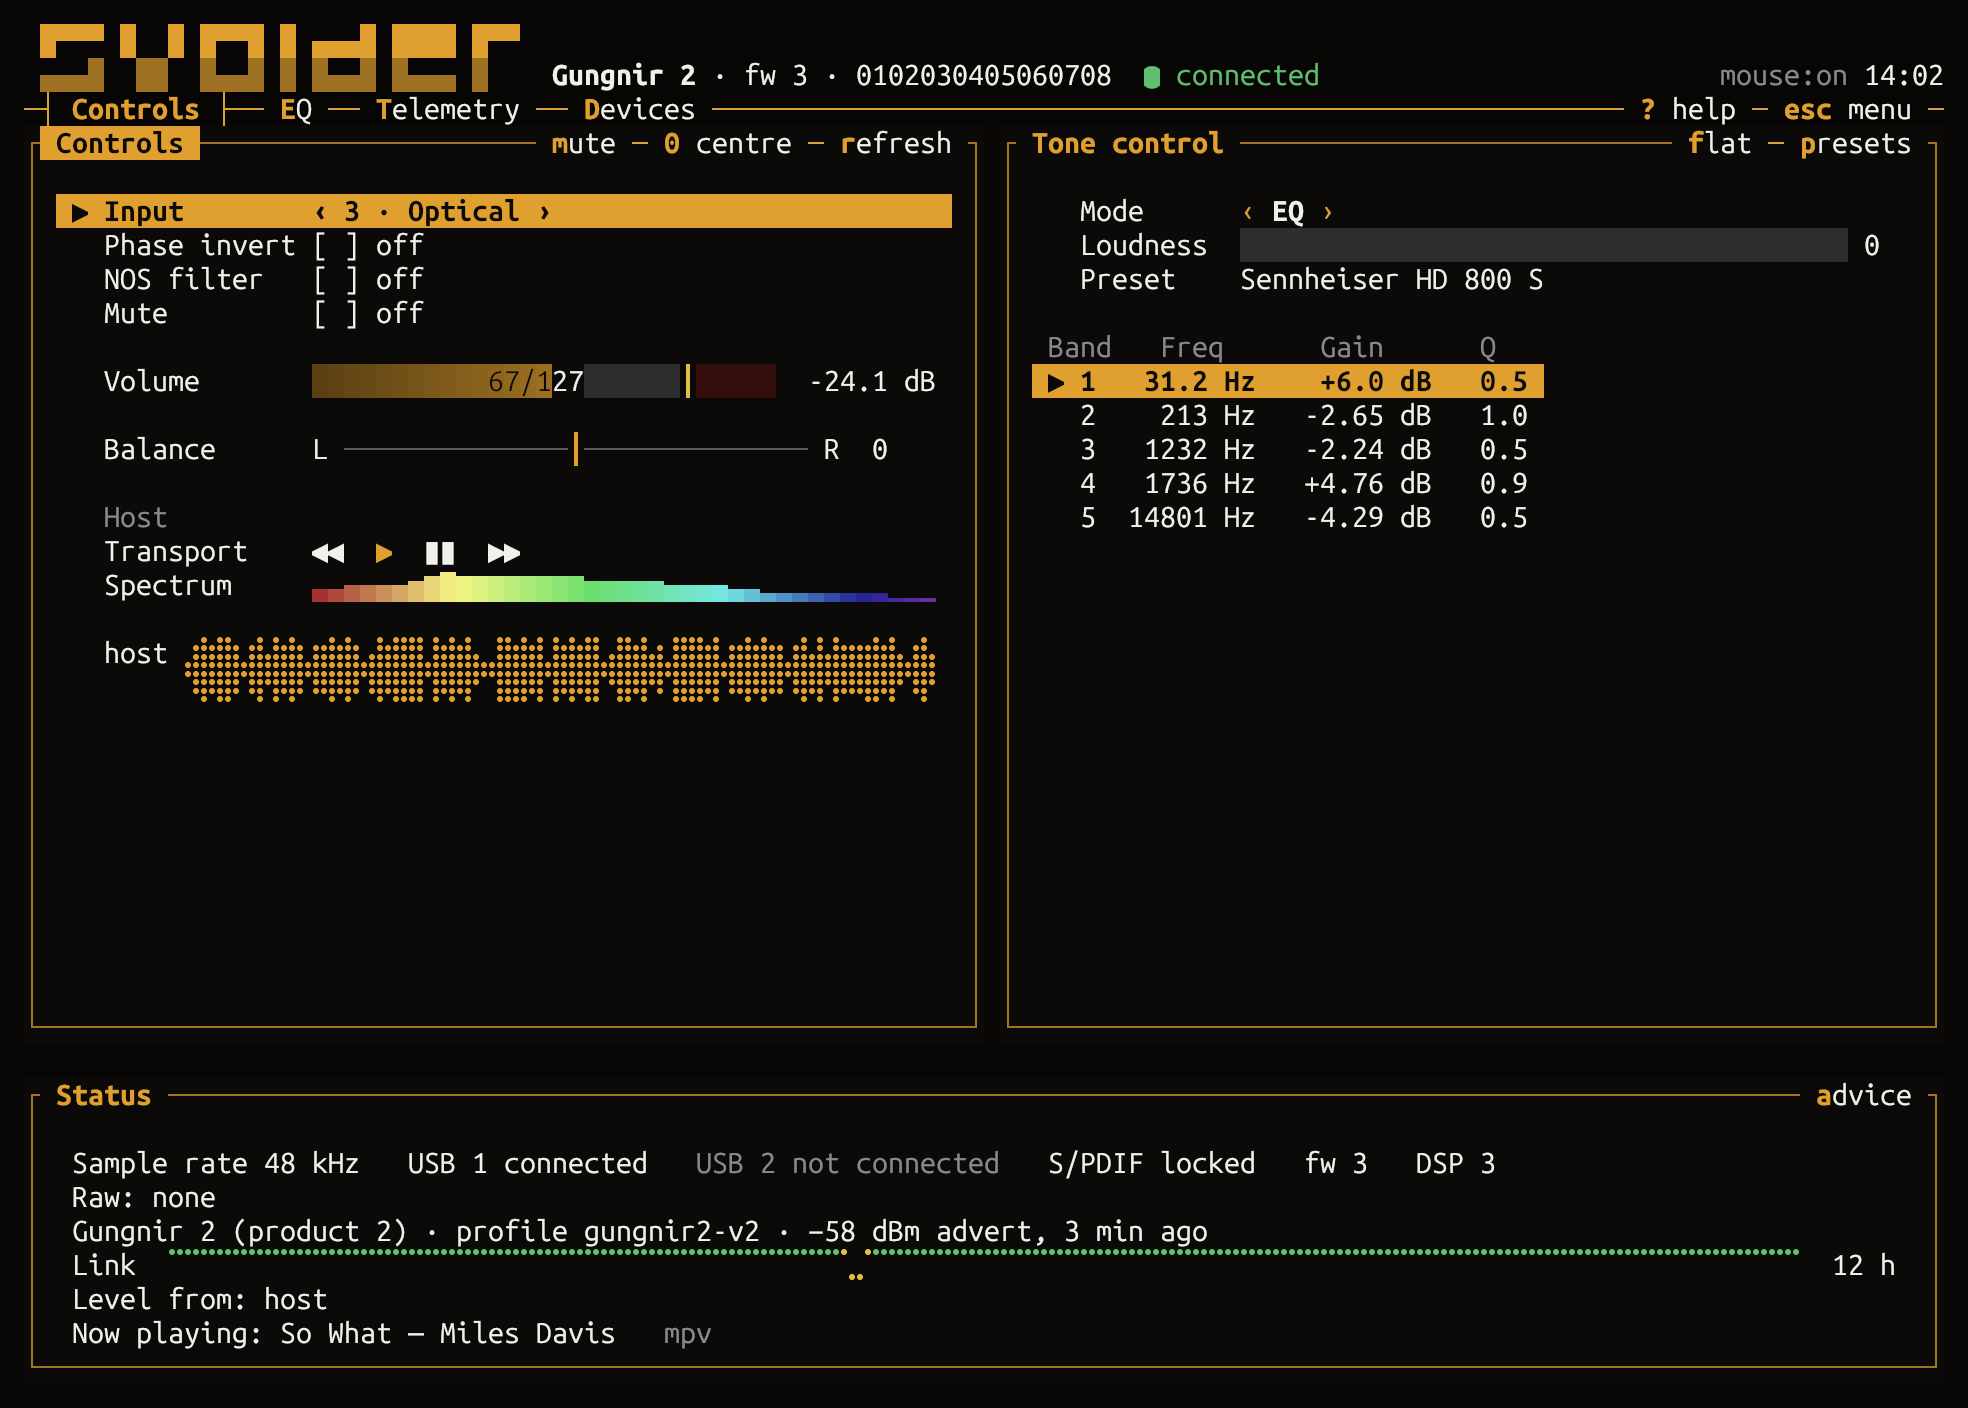 svoider
Gungnir 2 · fw 3 · 0102030405060708 connected mouse:on 14:02
Controls EQ Telemetry Devices ? help esc menu
Controls mute 0 centre refresh
▶ Input ‹ 3 · Optical ›
Phase invert [ ] off
NOS filter [ ] off
Mute [ ] off
Volume 67/127 -24.1 dB
Balance L R 0
Host
Transport
Spectrum
host
Tone control flat presets
Mode ‹ EQ ›
Loudness 0
Preset Sennheiser HD 800 S
Band Freq Gain Q
▶ 1 31.2 Hz +6.0 dB 0.5
2 213 Hz -2.65 dB 1.0
3 1232 Hz -2.24 dB 0.5
4 1736 Hz +4.76 dB 0.9
5 14801 Hz -4.29 dB 0.5
Status advice
Sample rate 48 kHz USB 1 connected USB 2 not connected S/PDIF locked fw 3 DSP 3
Raw: none
Gungnir 2 (product 2) · profile gungnir2-v2 · −58 dBm advert, 3 min ago
Link 12 h
Level from: host
Now playing: So What — Miles Davis mpv